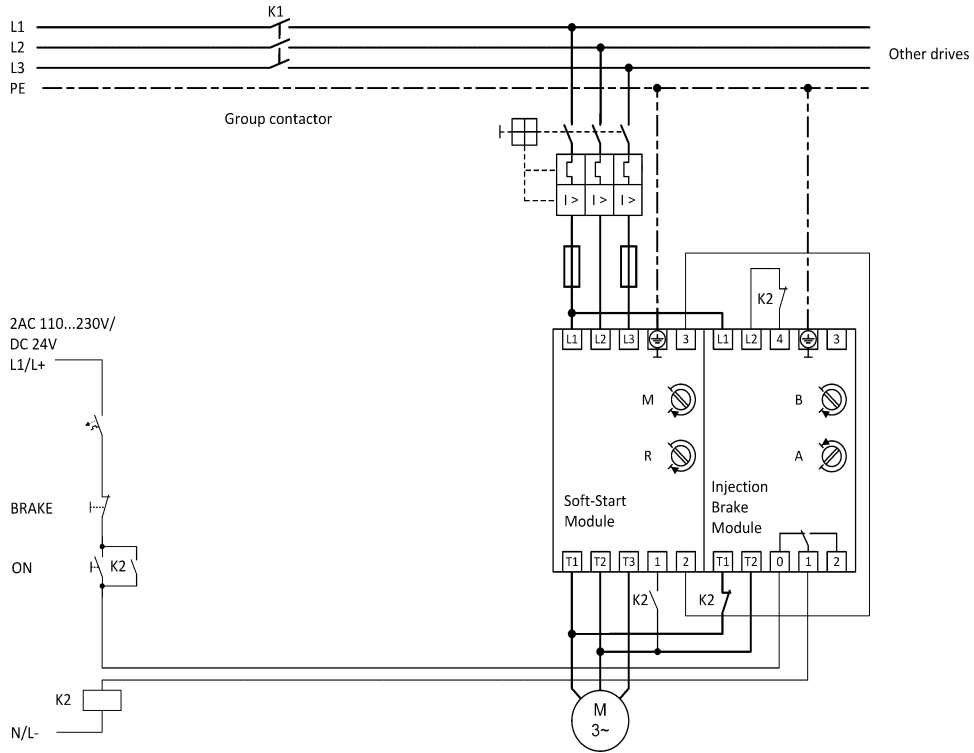 K1
L1
L2
L3
PE
Other drives
Group contactor
I > I > I >
K2
2AC 110...230V/
DC 24V
L1/L+
L1 L2 L3 3 L1 L2 4 3
M
B
R
A
BRAKE
Soft-Start
Module
Injection
Brake
Module
ON
K2
T1 T2 T3 1 2 T1 T2 0 1 2
K2
K2
K2
N/L-
M
3~